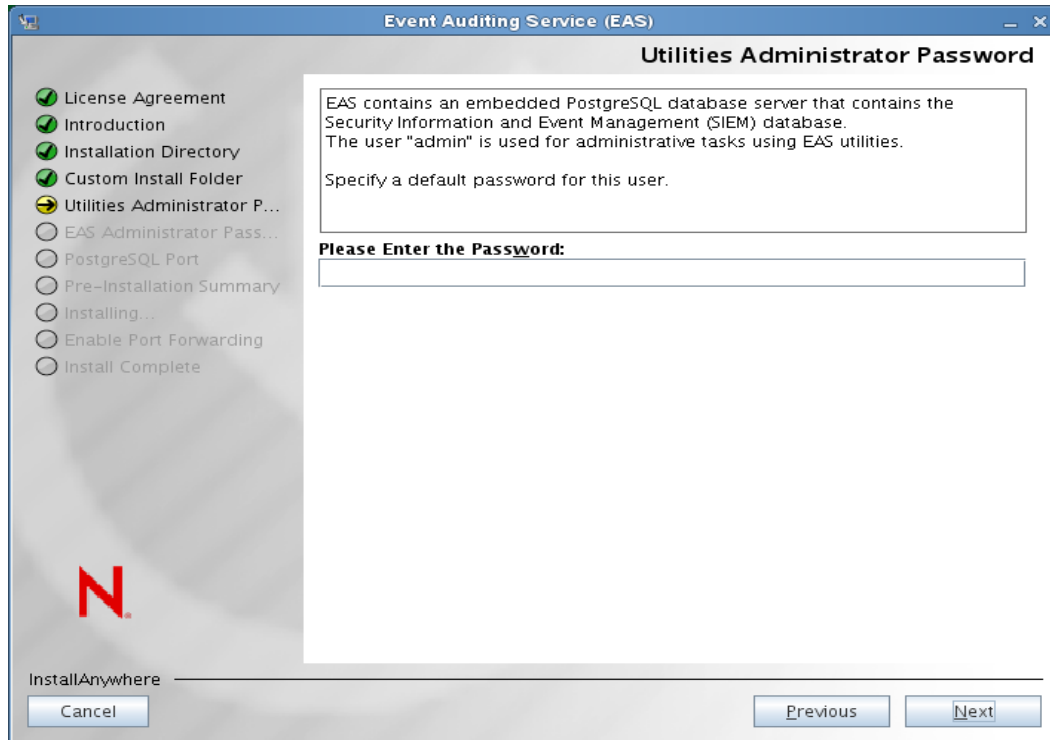 Event Auditing Service (EAS)
Utilities Administrator Password
License Agreement
Introduction
Installation Directory
Custom Install Folder
Utilities Administrator P...
EAS Administrator Pass...
PostgreSQL Port
Pre-Installation Summary
Installing...
Enable Port Forwarding
Install Complete
EAS contains an embedded PostgreSQL database server that contains the
Security Information and Event Management (SIEM) database.
The user "admin" is used for administrative tasks using EAS utilities.
Specify a default password for this user.
Please Enter the Password:
N
InstallAnywhere
Cancel
Previous
Next